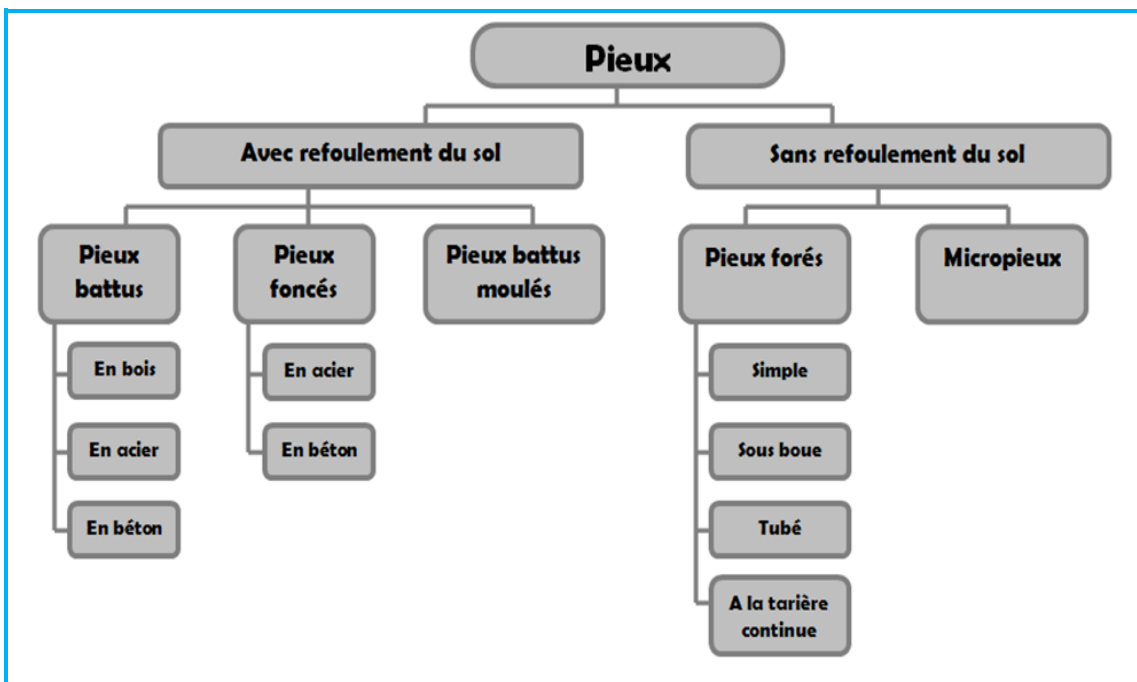 Pieux
Avec refoulement du sol
Sans refoulement du sol
Pieux
battus
Pieux
foncés
Pieux battus
moulés
Pieux forés
Micropieux
En bois
En acier
En béton
En acier
En béton
Simple
Sous boue
Tubé
A la tarière
continue